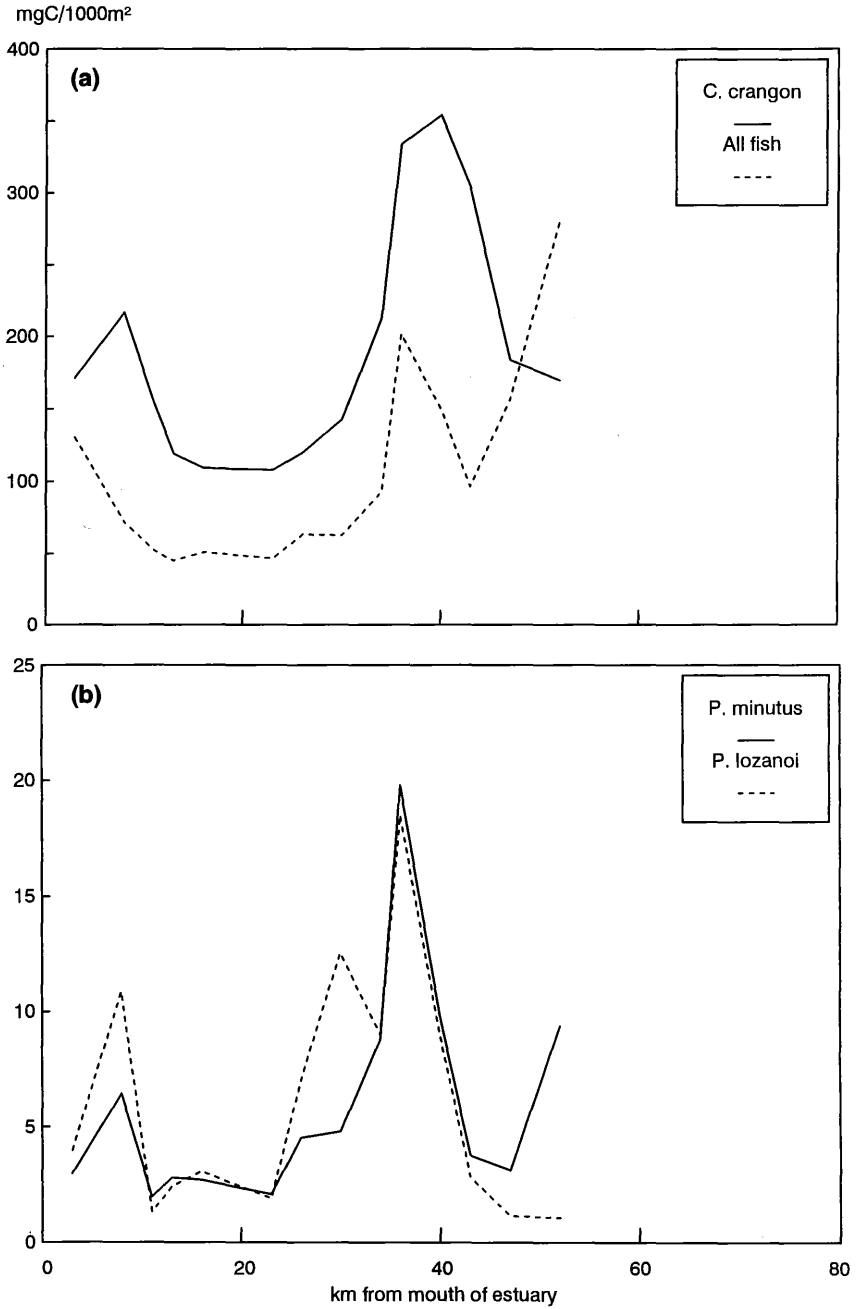 mgC/1000m²
400
(a)
C. crangon
All fish
300
200
100
0
25
(b)
P. minutus
P. lozanoi
20
15
10
5
0
0 20 40 60 80
km from mouth of estuary